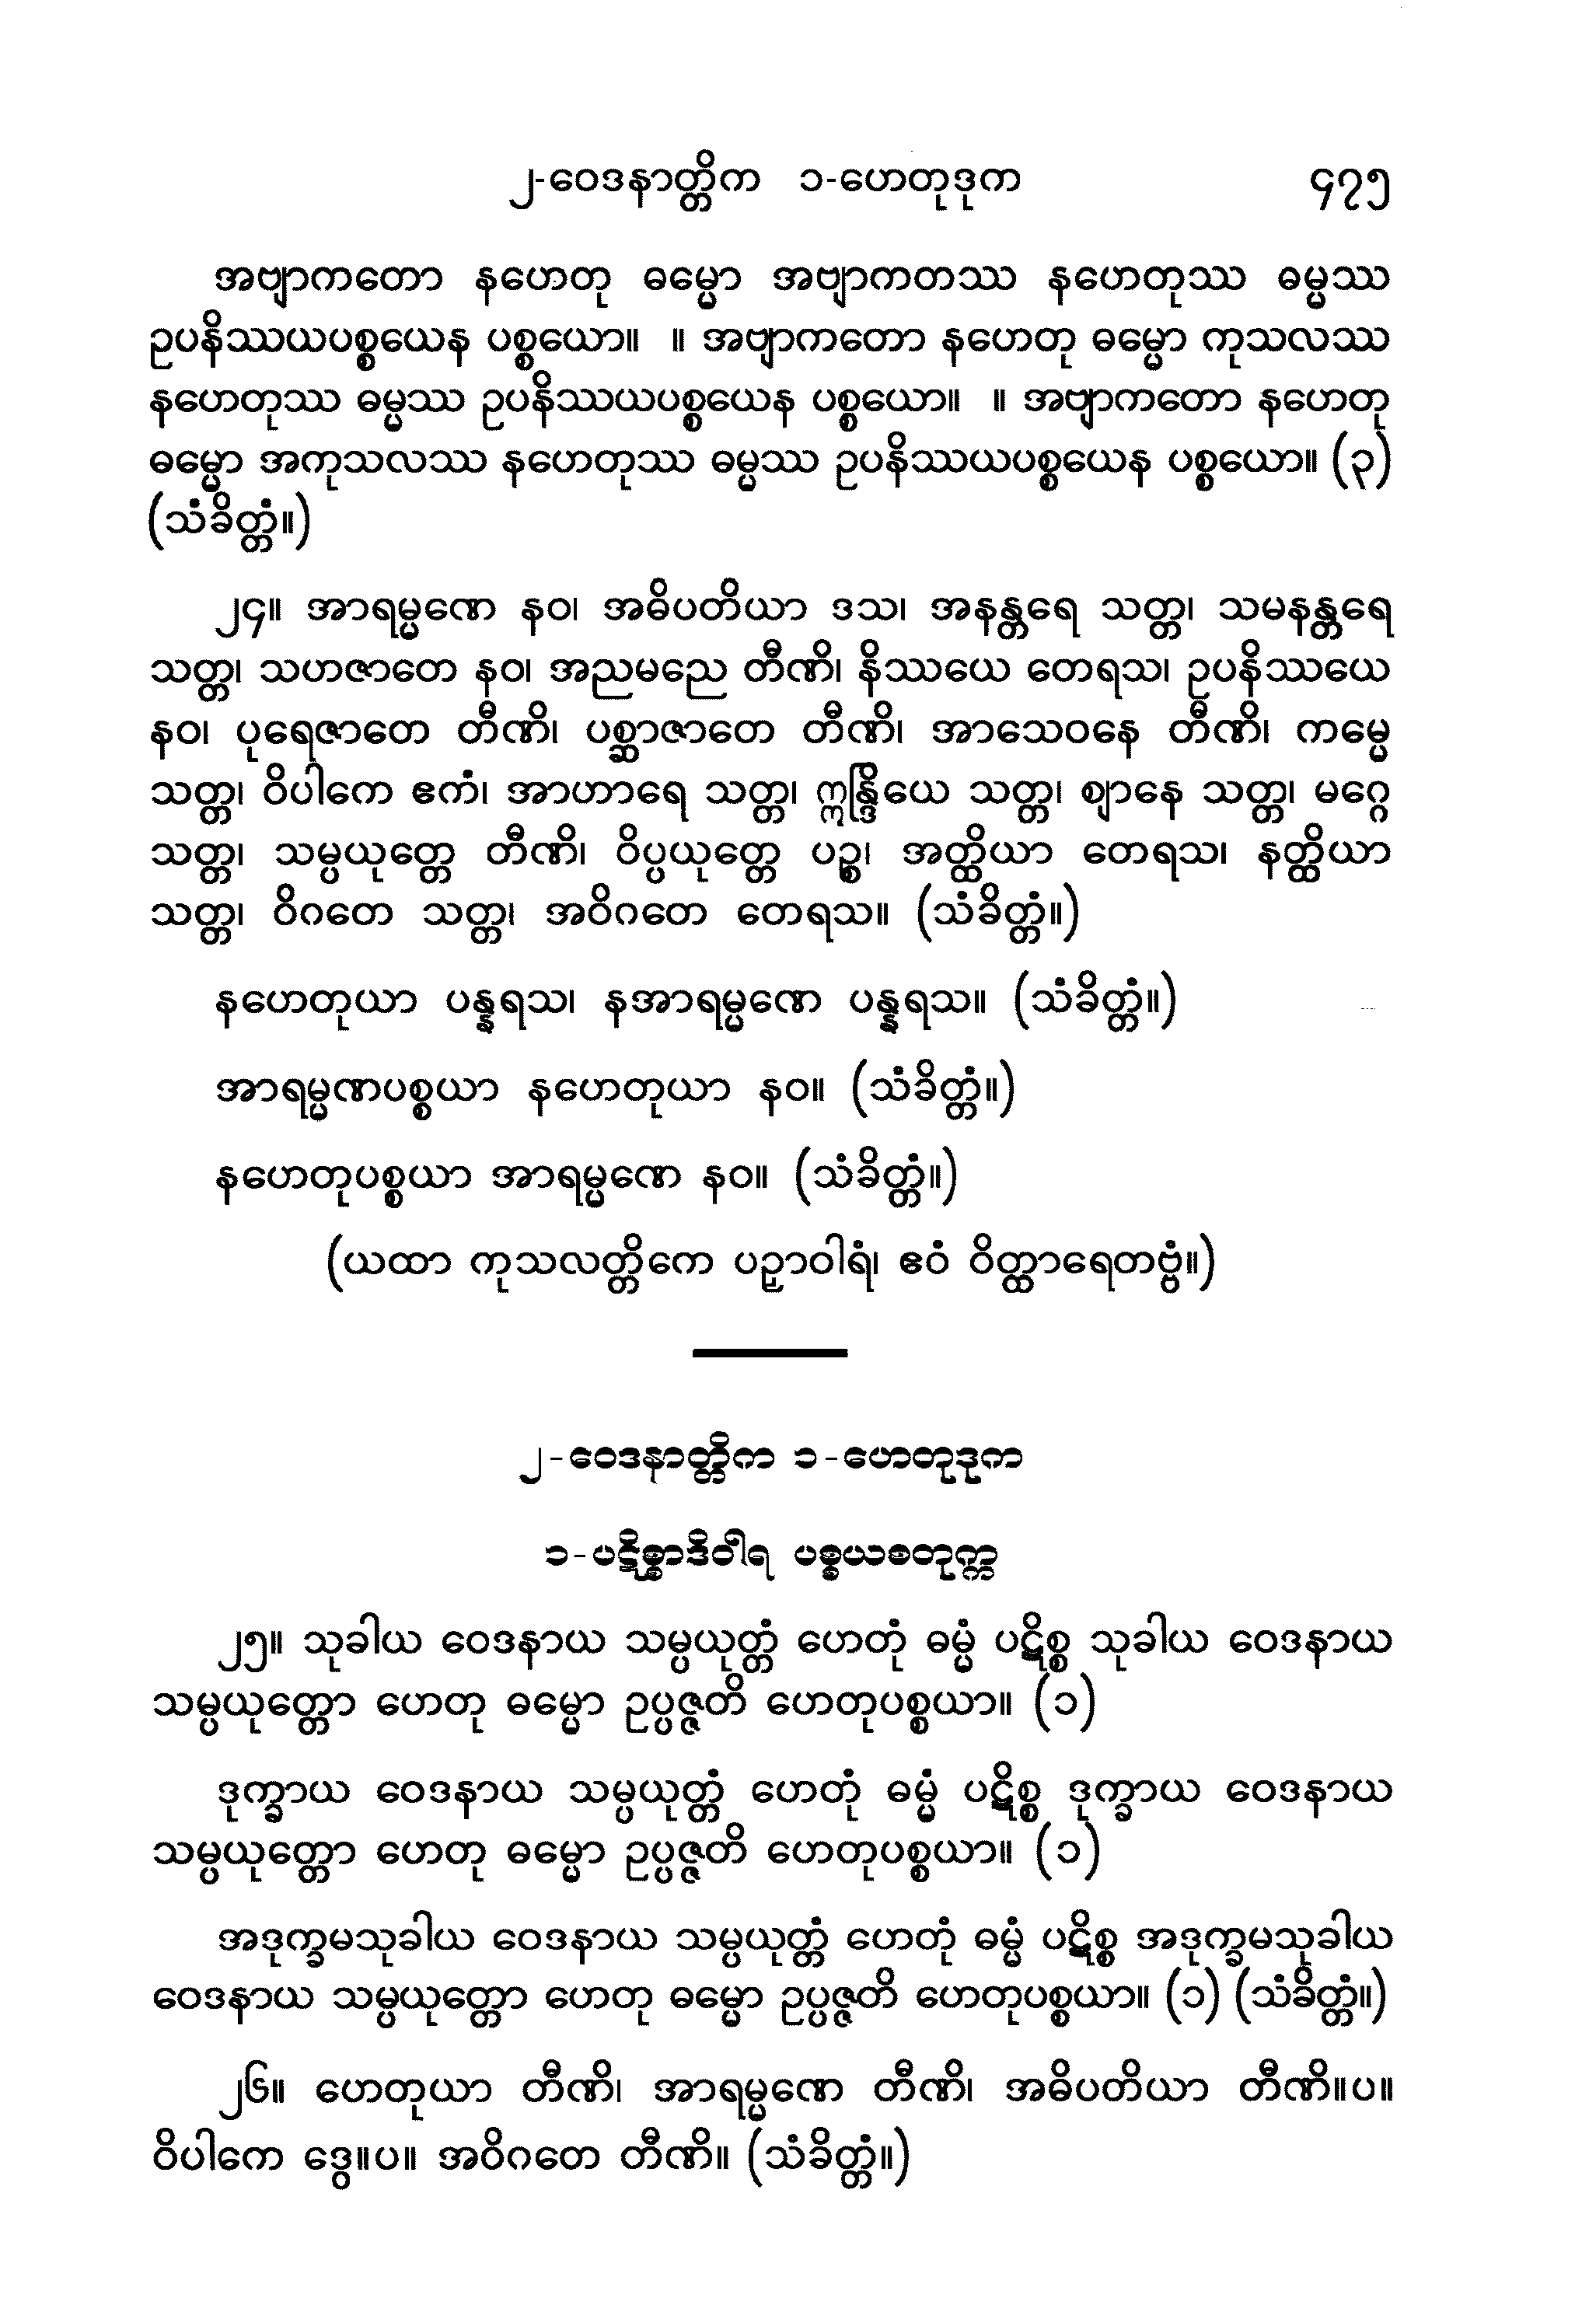 ၂-ဝေဒနာတ္တိက ၁-ဟေတုဒုက ၄၇၅
အဗျာကတော နဟေတု ဓမ္မော အဗျာကတဿ နဟေတုဿ ဓမ္မဿ
ဥပနိဿယပစ္စယေန ပစ္စယော။ ။ အဗျာကတော နဟေတု ဓမ္မော ကုသလဿ
နဟေတုဿ ဓမ္မဿ ဥပနိဿယပစ္စယေန ပစ္စယော။ ။ အဗျာကတော နဟေတု
ဓမ္မော အကုသလဿ နဟေတုဿ ဓမ္မဿ ဥပနိဿယပစ္စယေန ပစ္စယော။ (၃)
(သံခိတ္တံ။)
၂၄။ အာရမ္မဏေ နဝ၊ အဓိပတိယာ ဒသ၊ အနန္တရေ သတ္တ၊ သမနန္တရေ
သတ္တ၊ သဟဇာတေ နဝ၊ အညမညေ တီဏိ၊ နိဿယေ တေရသ၊ ဥပနိဿယေ
နဝ၊ ပုရေဇာတေ တီဏိ၊ ပစ္ဆာဇာတေ တီဏိ၊ အာသေဝနေ တီဏိ၊ ကမ္မေ
သတ္တ၊ ဝိပါကေ ဧကံ၊ အာဟာရေ သတ္တ၊ ဣန္ဒြိယေ သတ္တ၊ ဈာနေ သတ္တ၊ မဂ္ဂေ
သတ္တ၊ သမ္ပယုတ္တေ တီဏိ၊ ဝိပ္ပယုတ္တေ ပဉ္စ၊ အတ္ထိယာ တေရသ၊ နတ္ထိယာ
သတ္တ၊ ဝိဂတေ သတ္တ၊ အဝိဂတေ တေရသ။ (သံခိတ္တံ။)
နဟေတုယာ ပန္နရသ၊ နအာရမ္မဏေ ပန္နရသ။ (သံခိတ္တံ။)
အာရမ္မဏပစ္စယာ နဟေတုယာ နဝ။ (သံခိတ္တံ။)
နဟေတုပစ္စယာ အာရမ္မဏေ နဝ။ (သံခိတ္တံ။)
(ယထာ ကုသလတ္တိကေ ပဉှာဝါရံ၊ ဧဝံ ဝိတ္ထာရေတဗ္ဗံ။)
၂-ဝေဒနာတ္တိက ၁-ဟေတုဒုက
၁-ပဋိစ္စာဒိဝါရ ပစ္စယစတုက္က
၂၅။ သုခါယ ဝေဒနာယ သမ္ပယုတ္တံ ဟေတုံ ဓမ္မံ ပဋိစ္စ သုခါယ ဝေဒနာယ
သမ္ပယုတ္တော ဟေတု ဓမ္မော ဥပ္ပဇ္ဇတိ ဟေတုပစ္စယာ။ (၁)
ဒုက္ခာယ ဝေဒနာယ သမ္ပယုတ္တံ ဟေတုံ ဓမ္မံ ပဋိစ္စ ဒုက္ခာယ ဝေဒနာယ
သမ္ပယုတ္တော ဟေတု ဓမ္မော ဥပ္ပဇ္ဇတိ ဟေတုပစ္စယာ။ (၁)
အဒုက္ခမသုခါယ ဝေဒနာယ သမ္ပယုတ္တံ ဟေတုံ ဓမ္မံ ပဋိစ္စ အဒုက္ခမသုခါယ
ဝေဒနာယ သမ္ပယုတ္တော ဟေတု ဓမ္မော ဥပ္ပဇ္ဇတိ ဟေတုပစ္စယာ။ (၁) (သံခိတ္တံ။)
၂၆။ ဟေတုယာ တီဏိ၊ အာရမ္မဏေ တီဏိ၊ အဓိပတိယာ တီဏိ။ပ။
ဝိပါကေ ဒွေ။ပ။ အဝိဂတေ တီဏိ။ (သံခိတ္တံ။)